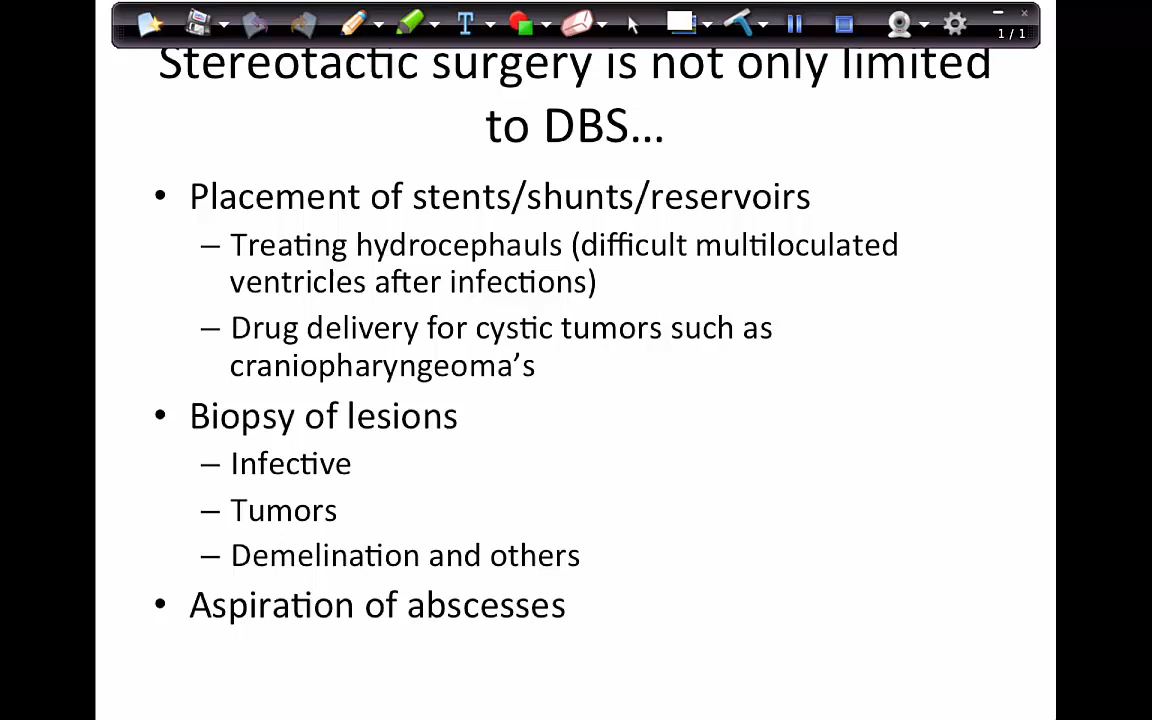 1 / 1
Stereotactic surgery is not only limited
to DBS...
• Placement of stents/shunts/reservoirs
– Treating hydrocephauls (difficult multiloculated
ventricles after infections)
– Drug delivery for cystic tumors such as
craniopharyngeoma’s
• Biopsy of lesions
– Infective
– Tumors
– Demelination and others
• Aspiration of abscesses